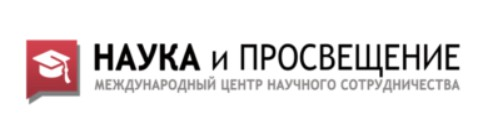 НАУКА и ПРОСВЕЩЕНИЕ
МЕЖДУНАРОДНЫЙ ЦЕНТР НАУЧНОГО СОТРУДНИЧЕСТВА